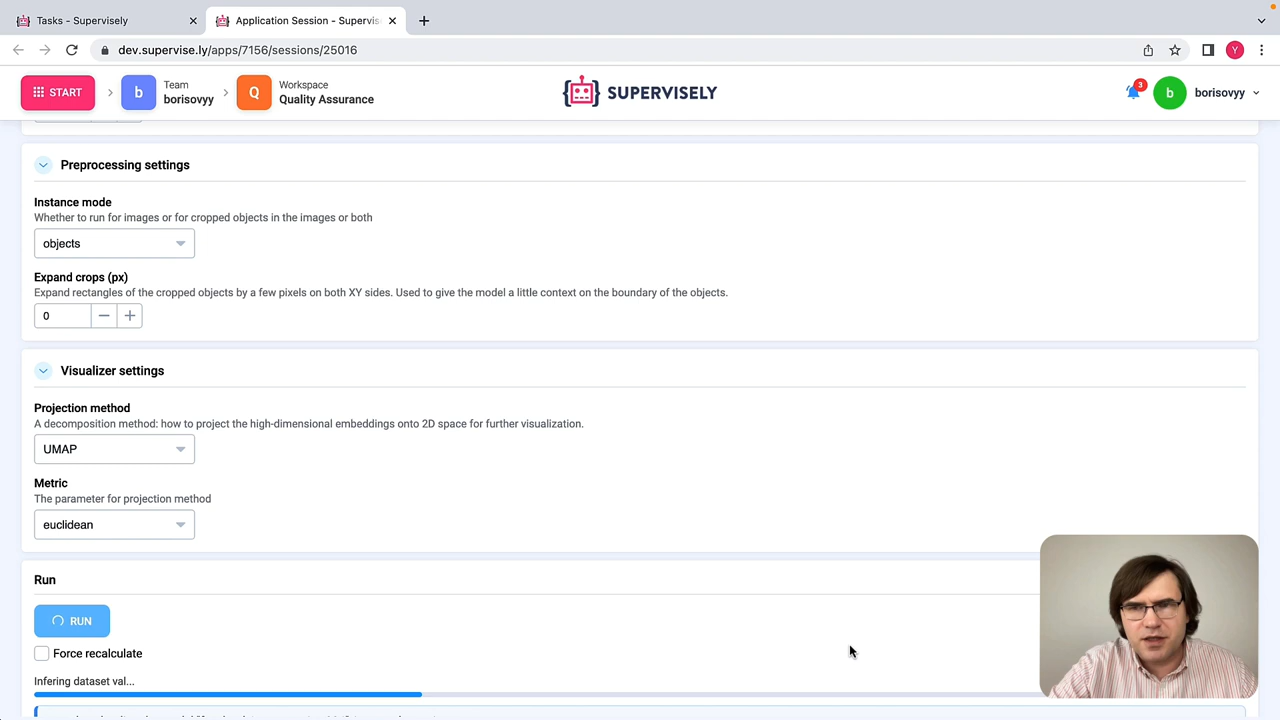 Tasks - Supervisely
Application Session - Supervis
dev.supervise.ly/apps/7156/sessions/25016
Y
START
b
Team
borisovyy
Q
Workspace
Quality Assurance
SUPERVISELY
3
b
borisovyy
Preprocessing settings
Instance mode
Whether to run for images or for cropped objects in the images or both
objects
Expand crops (px)
Expand rectangles of the cropped objects by a few pixels on both XY sides. Used to give the model a little context on the boundary of the objects.
0
Visualizer settings
Projection method
A decomposition method: how to project the high-dimensional embeddings onto 2D space for further visualization.
UMAP
Metric
The parameter for projection method
euclidean
Run
RUN
Force recalculate
Infering dataset val...